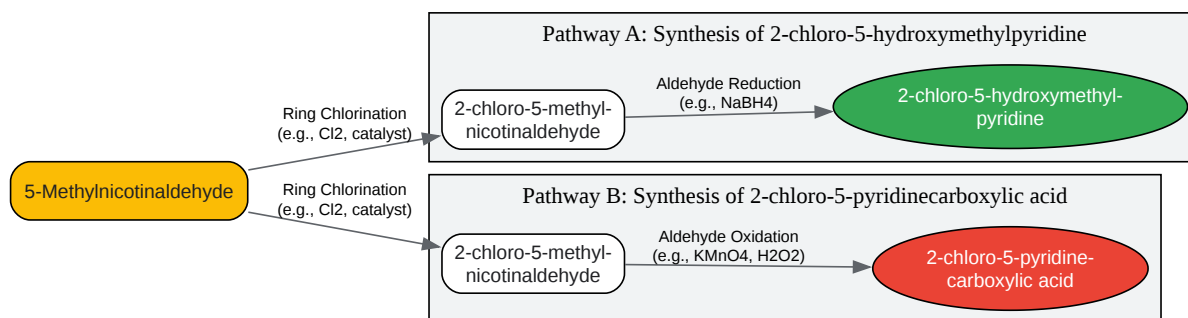 Pathway A: Synthesis of 2-chloro-5-hydroxymethylpyridine
Ring Chlorination
(e.g., Cl2, catalyst)
2-chloro-5-methyl-
nicotinaldehyde
Aldehyde Reduction
(e.g., NaBH4)
2-chloro-5-hydroxymethyl-
pyridine
5-Methylnicotinaldehyde
Pathway B: Synthesis of 2-chloro-5-pyridinecarboxylic acid
Ring Chlorination
(e.g., Cl2, catalyst)
2-chloro-5-methyl-
nicotinaldehyde
Aldehyde Oxidation
(e.g., KMnO4, H2O2)
2-chloro-5-pyridine-
carboxylic acid